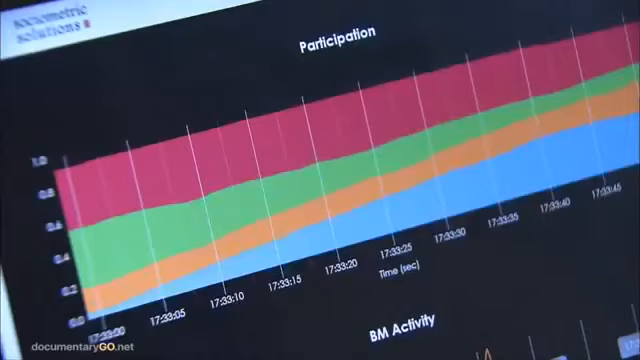 sociometric
solutions
Participation
1.0
0.8
0.6
0.4
0.2
0.0
17:33:00
17:33:05
17:33:10
17:33:15
17:33:20
17:33:25
17:33:30
17:33:35
17:33:40
17:33:45
Time (sec)
BM Activity
documentaryGO.net